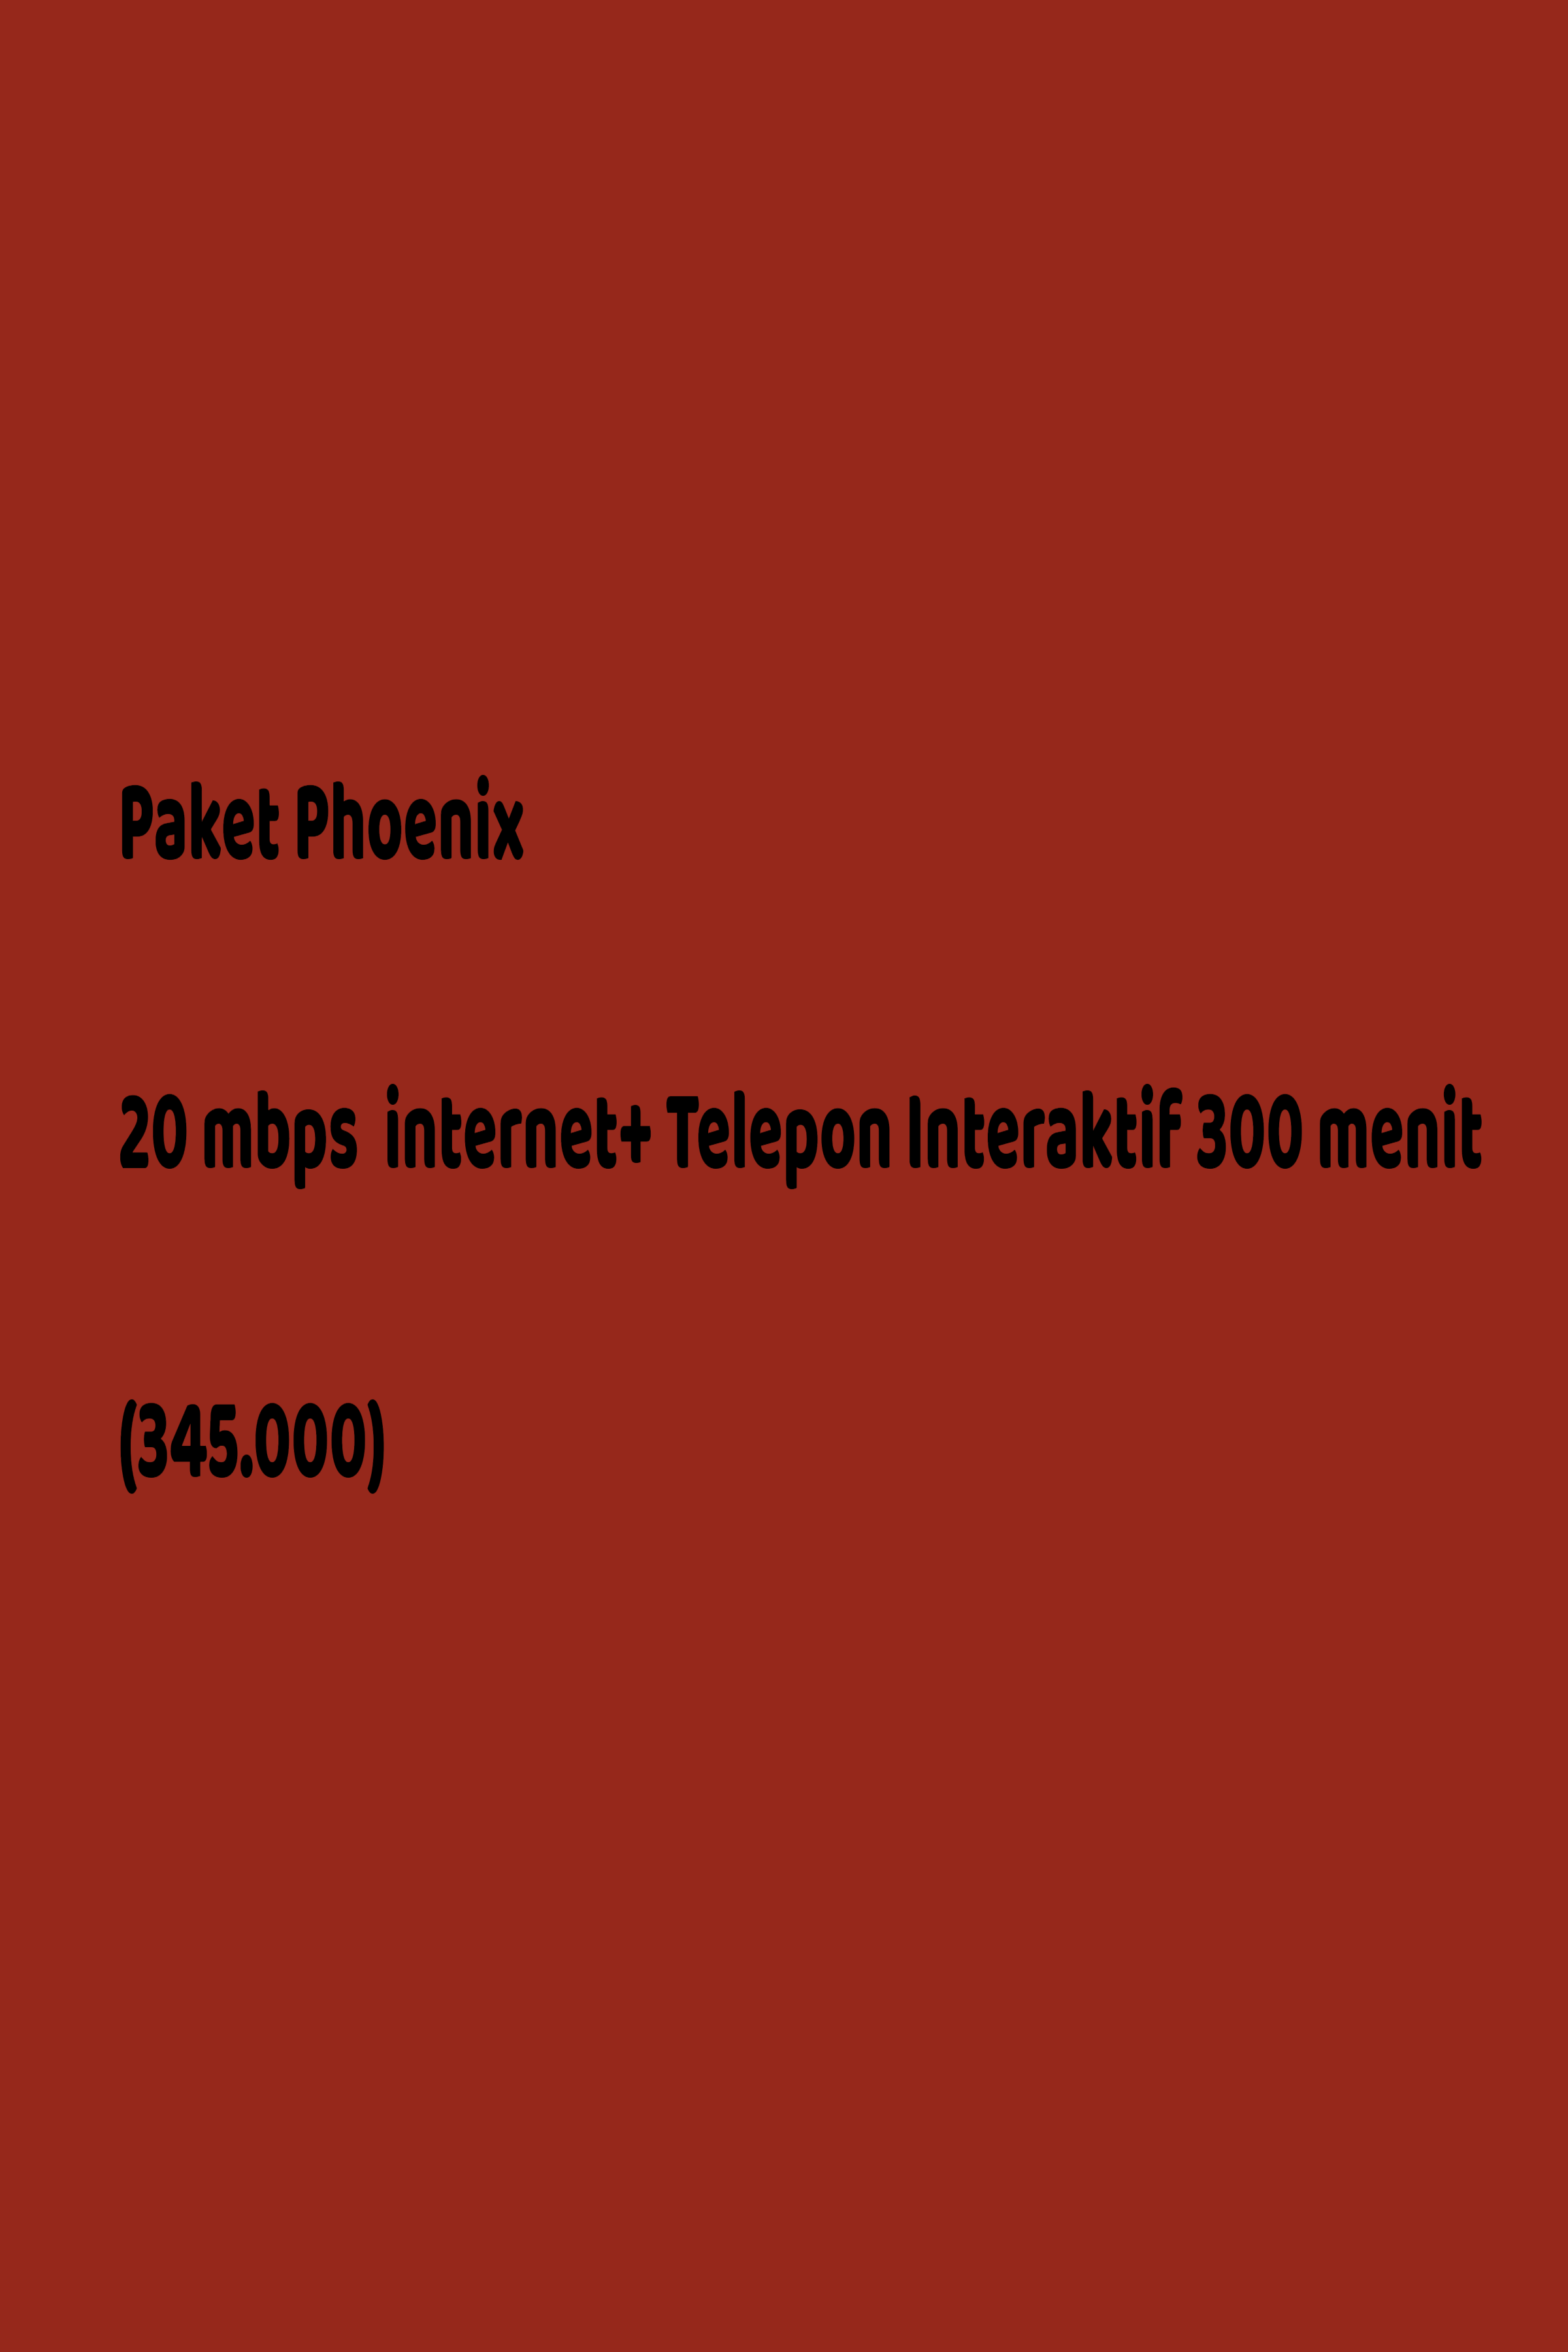 Paket Phoenix
20 mbps  internet+ Telepon Interaktif 300 menit
(345.000)